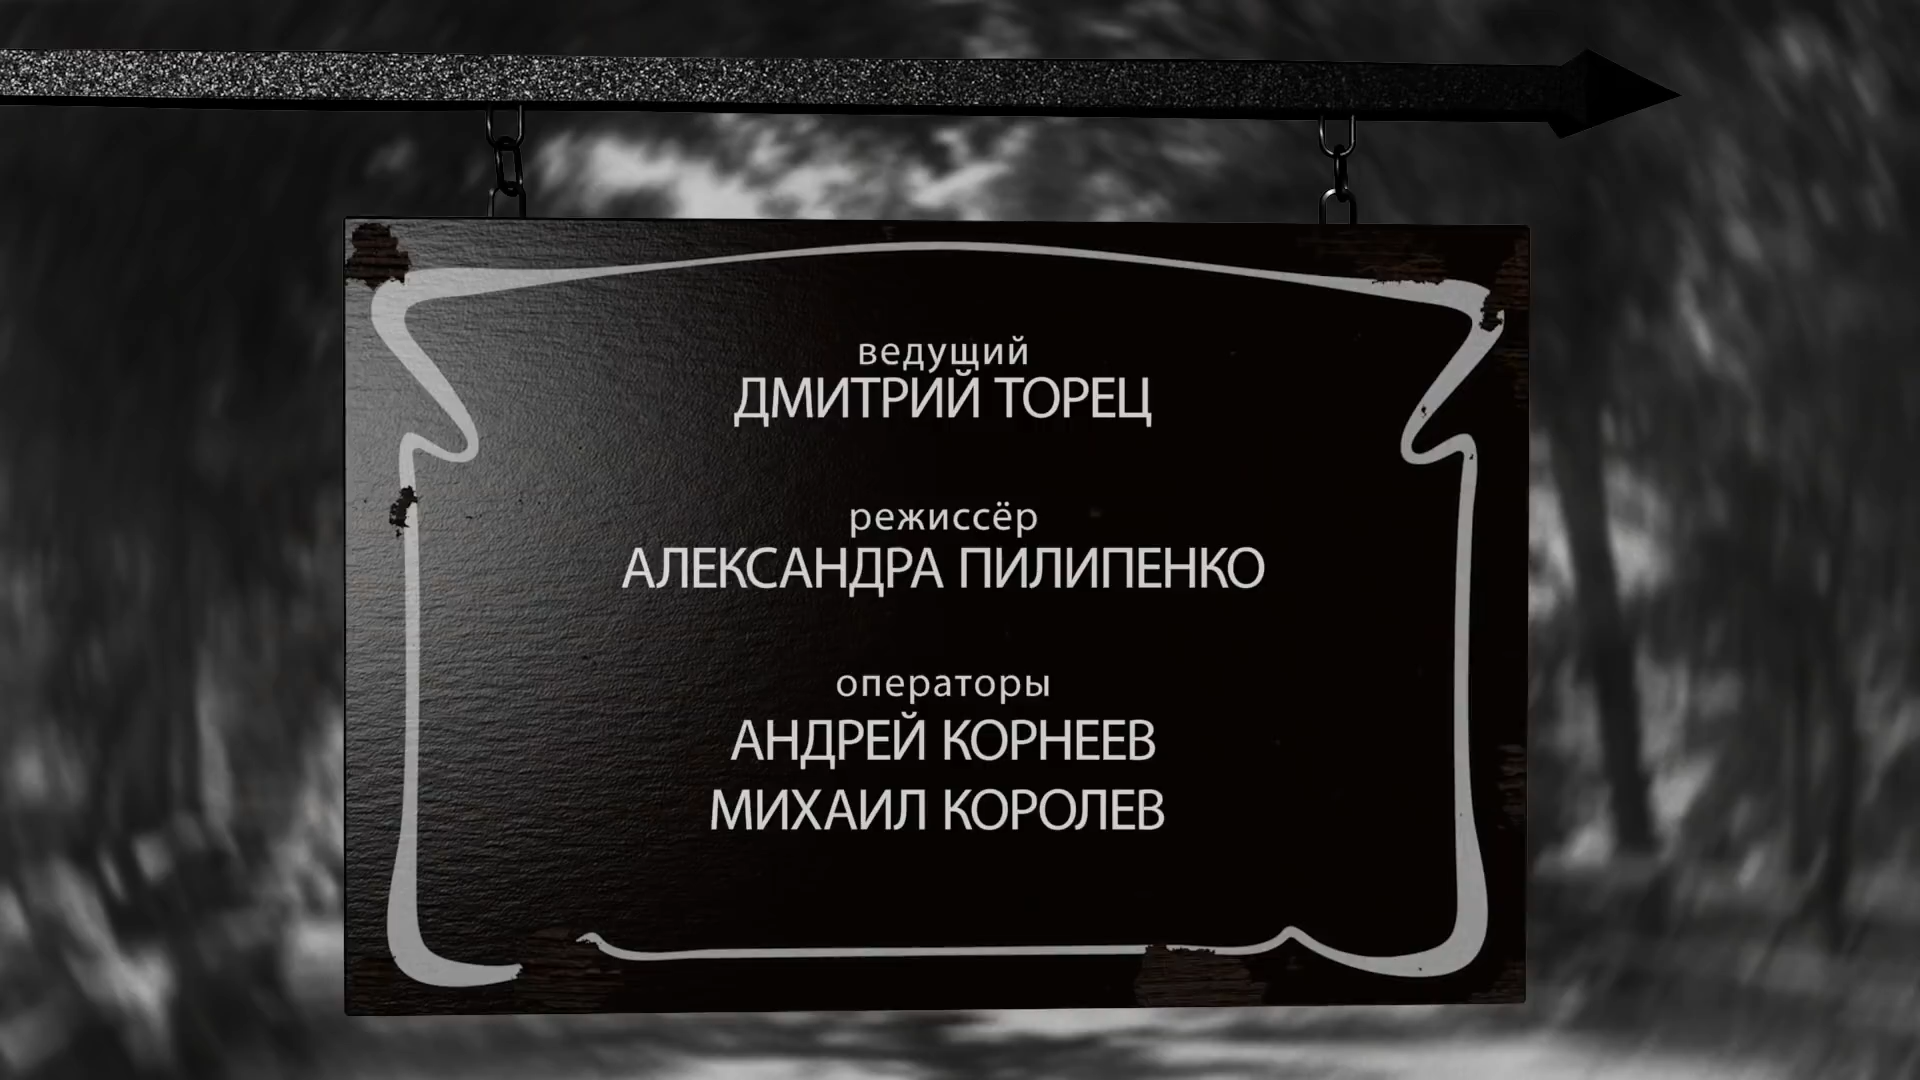 ведущий
ДМИТРИЙ ТОРЕЦ
режиссёр
АЛЕКСАНДРА ПИЛИПЕНКО
операторы
АНДРЕЙ КОРНЕЕВ
МИХАИЛ КОРОЛЕВ